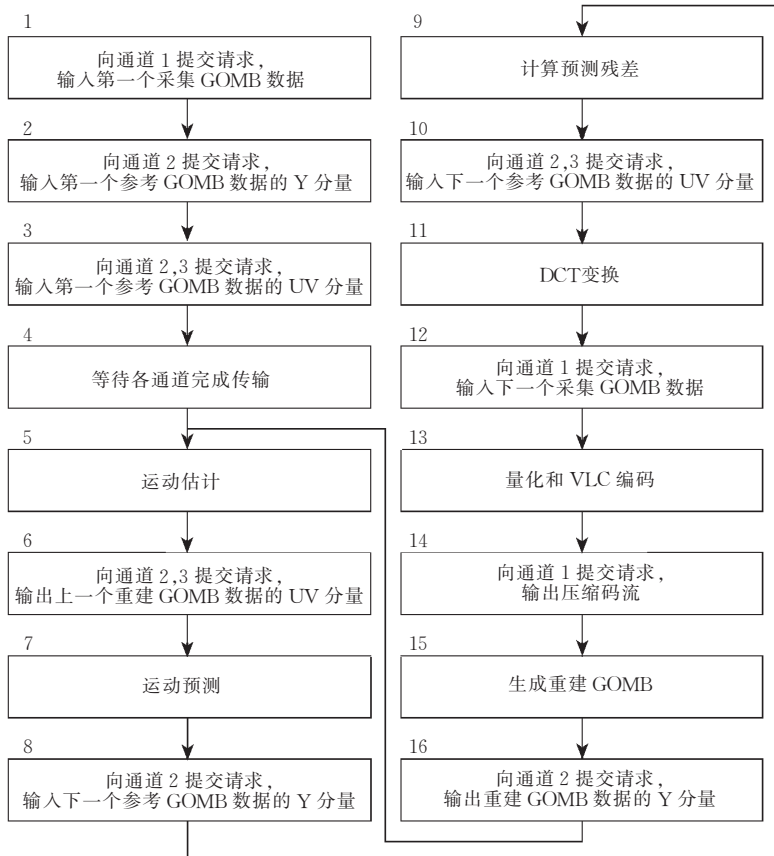 1
向通道 1 提交请求,
输入第一个采集 GOMB 数据
2
向通道 2 提交请求,
输入第一个参考 GOMB 数据的 Y 分量
3
向通道 2,3 提交请求,
输入第一个参考 GOMB 数据的 UV 分量
4
等待各通道完成传输
5
运动估计
6
向通道 2,3 提交请求,
输出上一个重建 GOMB 数据的 UV 分量
7
运动预测
8
向通道 2 提交请求,
输入下一个参考 GOMB 数据的 Y 分量
9
计算预测残差
10
向通道 2,3 提交请求,
输入下一个参考 GOMB 数据的 UV 分量
11
DCT变换
12
向通道 1 提交请求,
输入下一个采集 GOMB 数据
13
量化和 VLC 编码
14
向通道 1 提交请求,
输出压缩码流
15
生成重建 GOMB
16
向通道 2 提交请求,
输出重建 GOMB 数据的 Y 分量